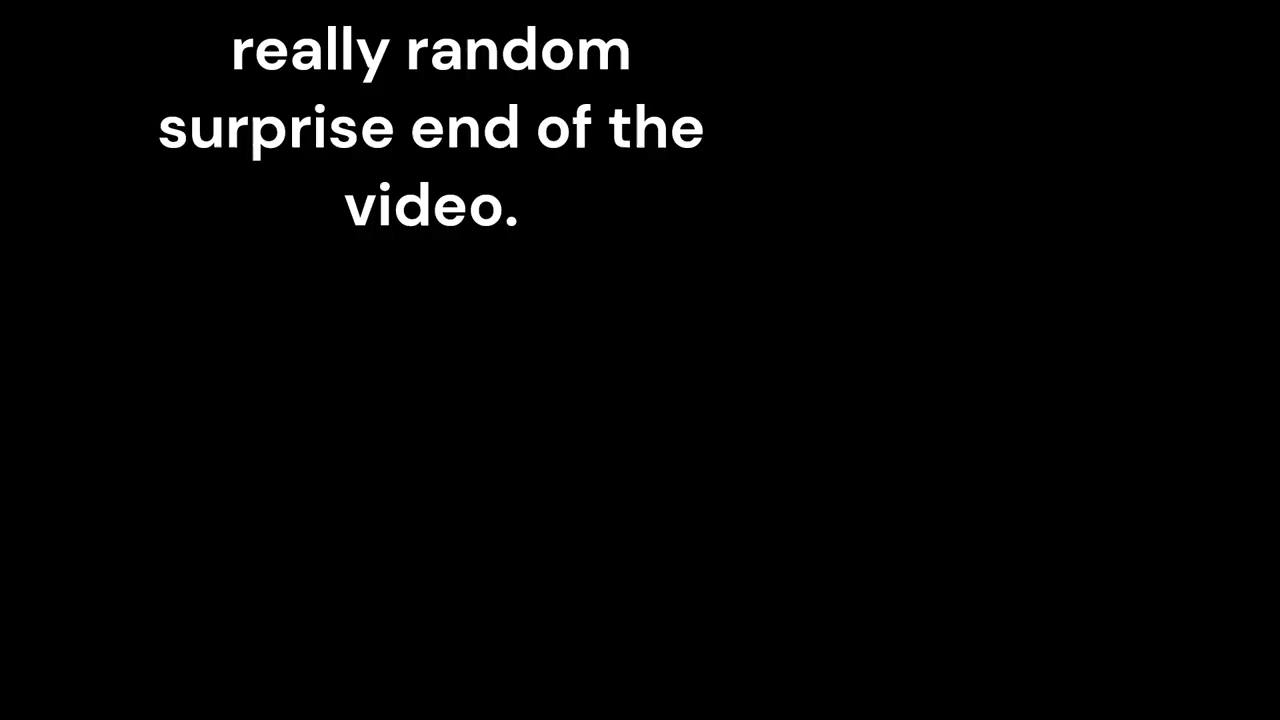 really random
surprise end of the
video.